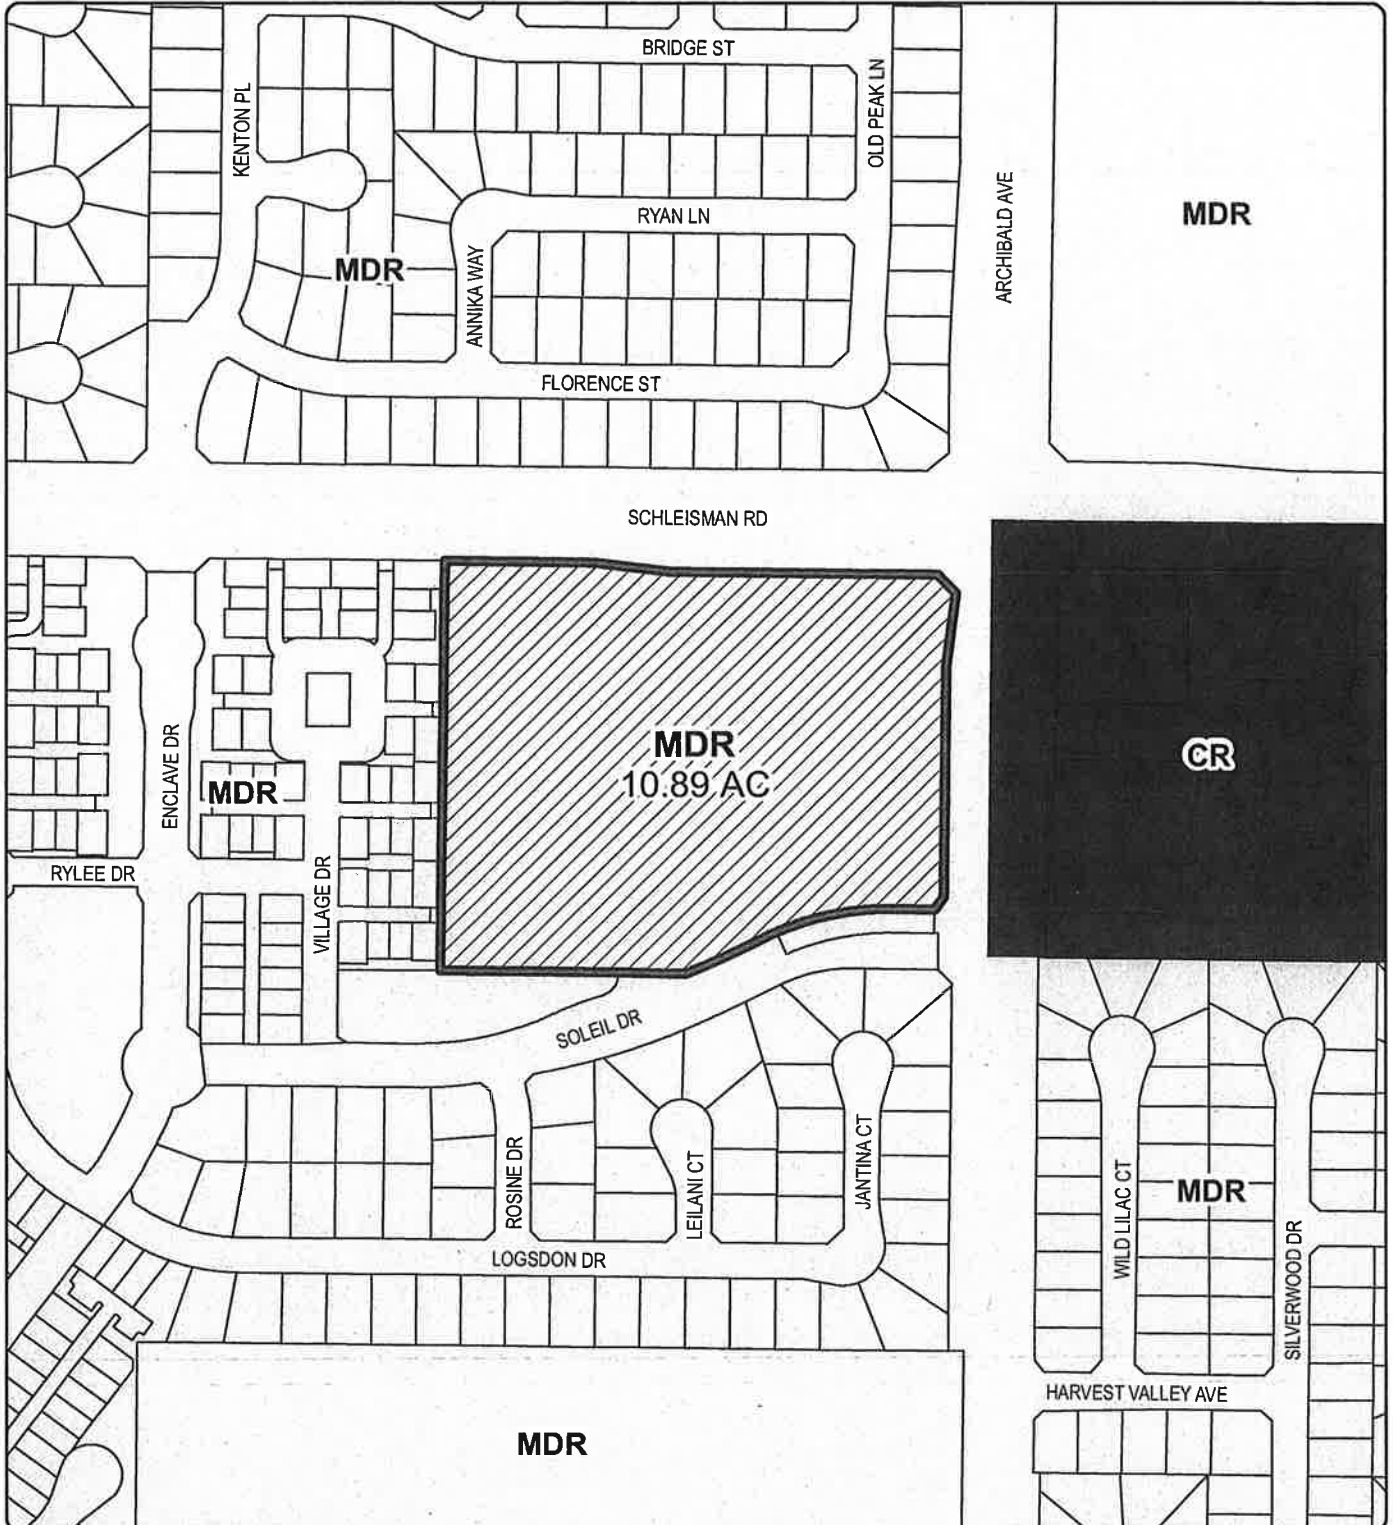 BRIDGE ST
KENTON PL
OLD PEAK LN
ARCHIBALD AVE
MDR
RYAN LN
MDR
ANNIKA WAY
FLORENCE ST
SCHLEISMAN RD
MDR
10.89 AC
CR
ENCLAVE DR
MDR
RYLEE DR
VILLAGE DR
SOLEIL DR
ROSINE DR
LEILANI CT
JANTINA CT
WILD LILAC CT
MDR
SILVERWOOD DR
LOGSDON DR
HARVEST VALLEY AVE
MDR